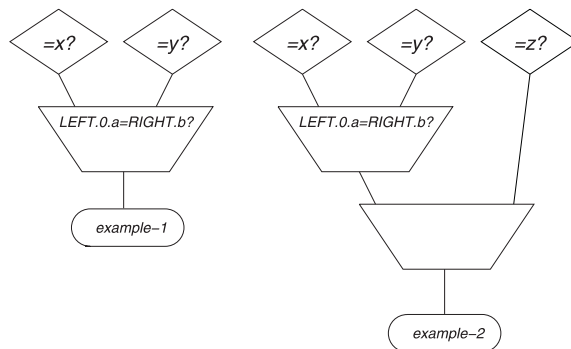 =x?
=y?
=x?
=y?
=z?
LEFT.0.a=RIGHT.b?
LEFT.0.a=RIGHT.b?
example–1
example–2